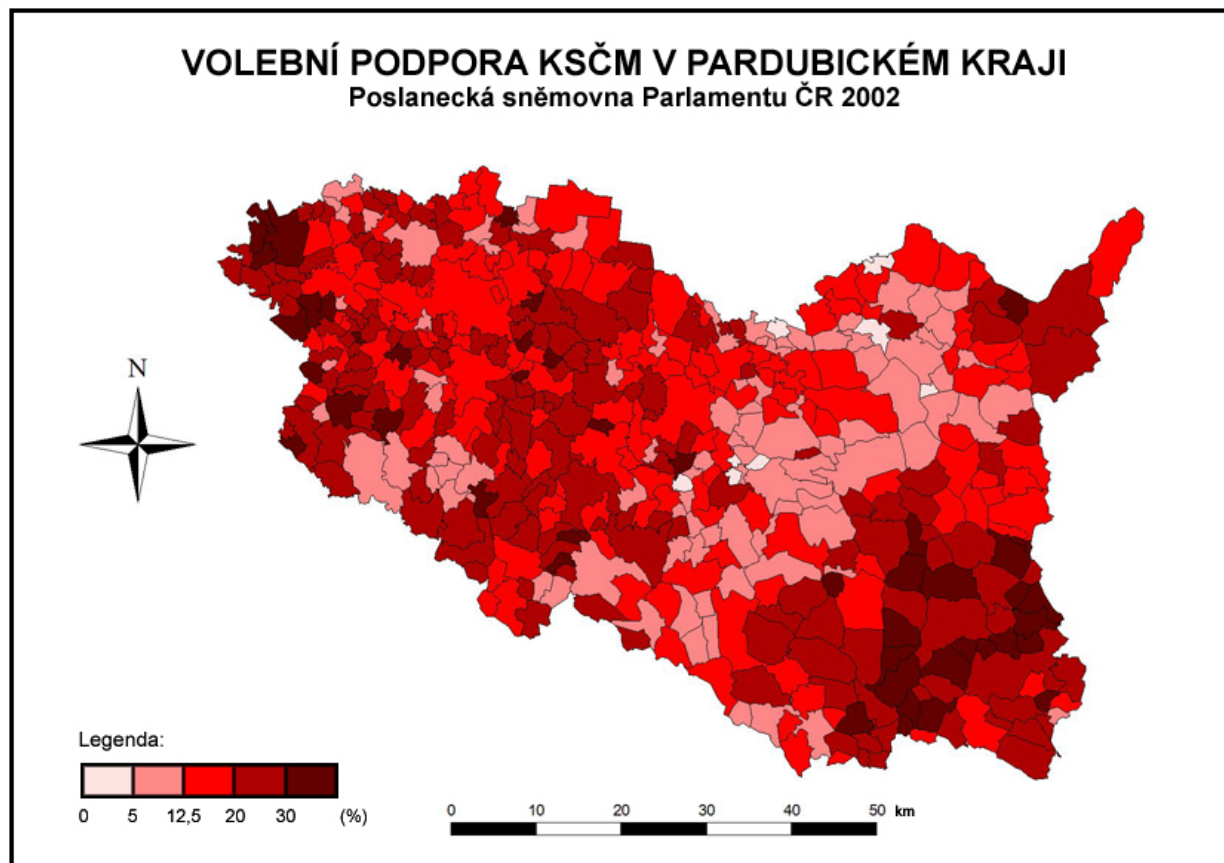 VOLEBNÍ PODPORA KSČM V PARDUBICKÉM KRAJI
Poslanecká sněmovna Parlamentu ČR 2002
N
Legenda:
0 5 12,5 20 30 (%)
0 10 20 30 40 50 km